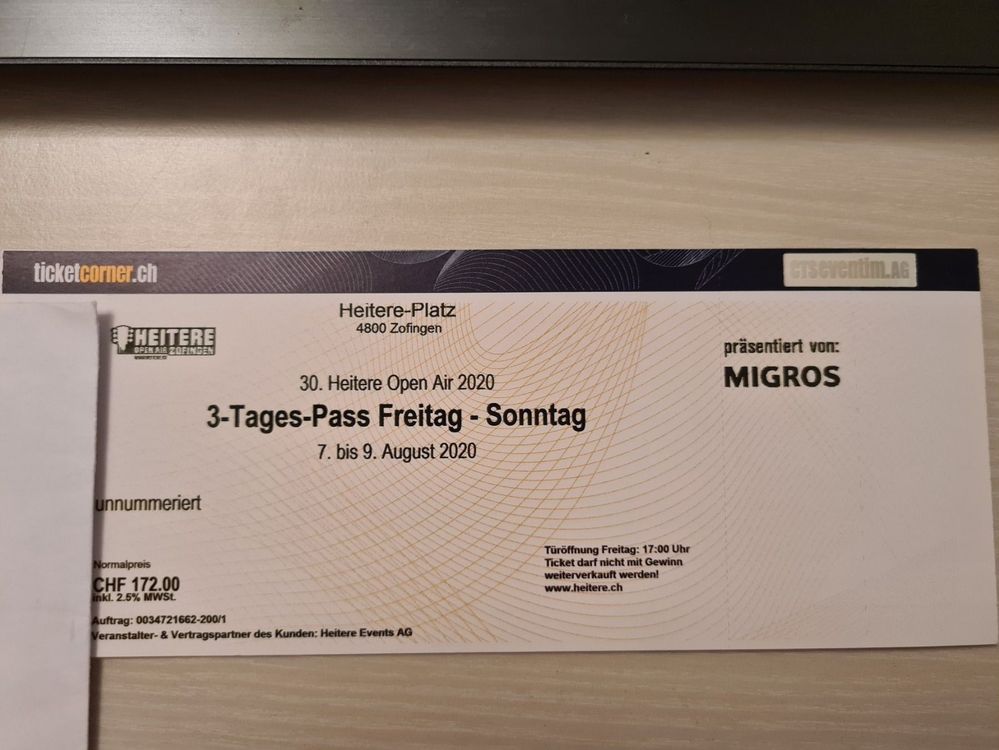 ticketcorner.ch
CTSeventim.AG
Heitere-Platz
4800 Zofingen
HEITERE
OPEN AIR ZOFINGEN
30. Heitere Open Air 2020
3-Tages-Pass Freitag - Sonntag
7. bis 9. August 2020
präsentiert von:
MIGROS
unnummeriert
Normalpreis
CHF 172.00
inkl. 2.5% MWSt.
Türöffnung Freitag: 17:00 Uhr
Ticket darf nicht mit Gewinn
weiterverkauft werden!
www.heitere.ch
Auftrag: 0034721662-200/1
Veranstalter- & Vertragspartner des Kunden: Heitere Events AG